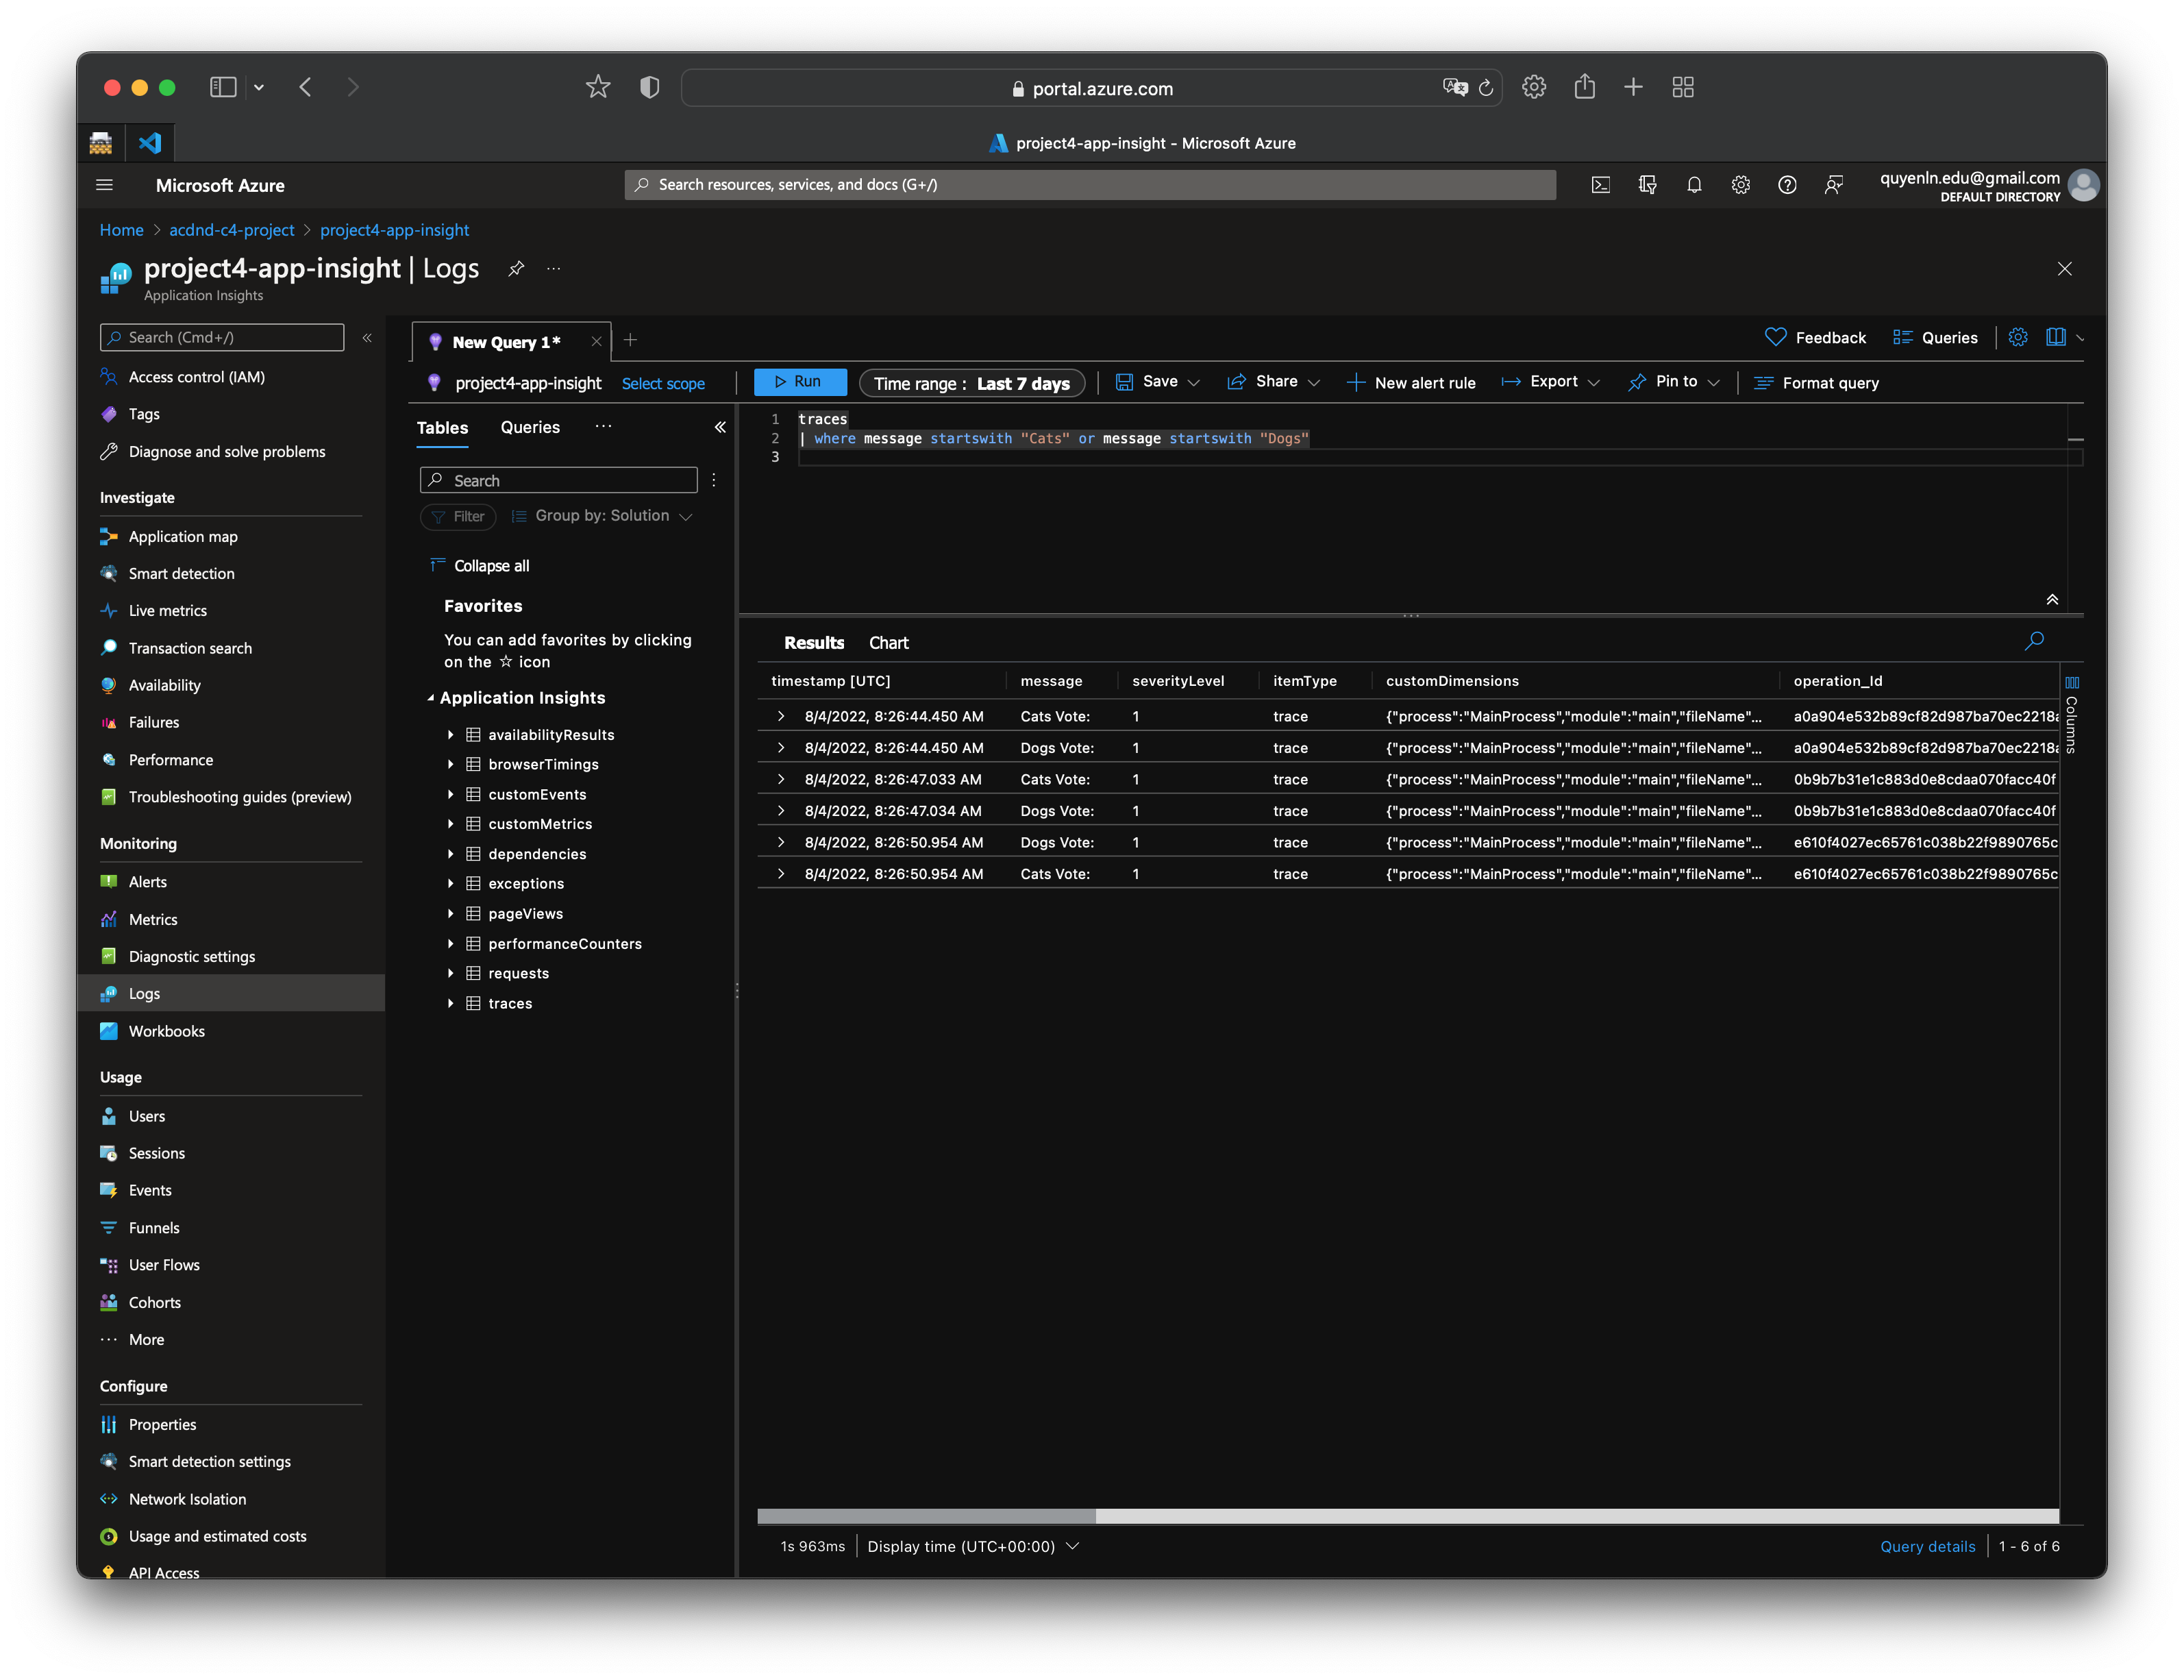 portal.azure.com
project4-app-insight - Microsoft Azure
Microsoft Azure
Search resources, services, and docs (G+/)
quyenln.edu@gmail.com
DEFAULT DIRECTORY
Home > acdnd-c4-project > project4-app-insight
project4-app-insight | Logs
Application Insights
Search (Cmd+/)
Access control (IAM)
Tags
Diagnose and solve problems
Investigate
Application map
Smart detection
Live metrics
Transaction search
Availability
Failures
Performance
Troubleshooting guides (preview)
Monitoring
Alerts
Metrics
Diagnostic settings
Logs
Workbooks
Usage
Users
Sessions
Events
Funnels
User Flows
Cohorts
More
Configure
Properties
Smart detection settings
Network Isolation
Usage and estimated costs
API Access
New Query 1*
Feedback
Queries
project4-app-insight Select scope
Run
Time range : Last 7 days
Save
Share
New alert rule
Export
Pin to
Format query
Tables Queries
Search
Filter
Group by: Solution
Collapse all
Favorites
You can add favorites by clicking
on the ☆ icon
Application Insights
availabilityResults
browserTimings
customEvents
customMetrics
dependencies
exceptions
pageViews
performanceCounters
requests
traces
1 traces
2 | where message startswith "Cats" or message startswith "Dogs"
3
Results Chart
timestamp [UTC] message severityLevel itemType customDimensions operation_Id
8/4/2022, 8:26:44.450 AM Cats Vote: 1 trace {"process":"MainProcess","module":"main","fileName"... a0a904e532b89cf82d987ba70ec2218a
8/4/2022, 8:26:44.450 AM Dogs Vote: 1 trace {"process":"MainProcess","module":"main","fileName"... a0a904e532b89cf82d987ba70ec2218a
8/4/2022, 8:26:47.033 AM Cats Vote: 1 trace {"process":"MainProcess","module":"main","fileName"... 0b9b7b31e1c883d0e8cdaa070facc40f
8/4/2022, 8:26:47.034 AM Dogs Vote: 1 trace {"process":"MainProcess","module":"main","fileName"... 0b9b7b31e1c883d0e8cdaa070facc40f
8/4/2022, 8:26:50.954 AM Dogs Vote: 1 trace {"process":"MainProcess","module":"main","fileName"... e610f4027ec65761c038b22f9890765c
8/4/2022, 8:26:50.954 AM Cats Vote: 1 trace {"process":"MainProcess","module":"main","fileName"... e610f4027ec65761c038b22f9890765c
Columns
1s 963ms
Display time (UTC+00:00)
Query details
1 - 6 of 6